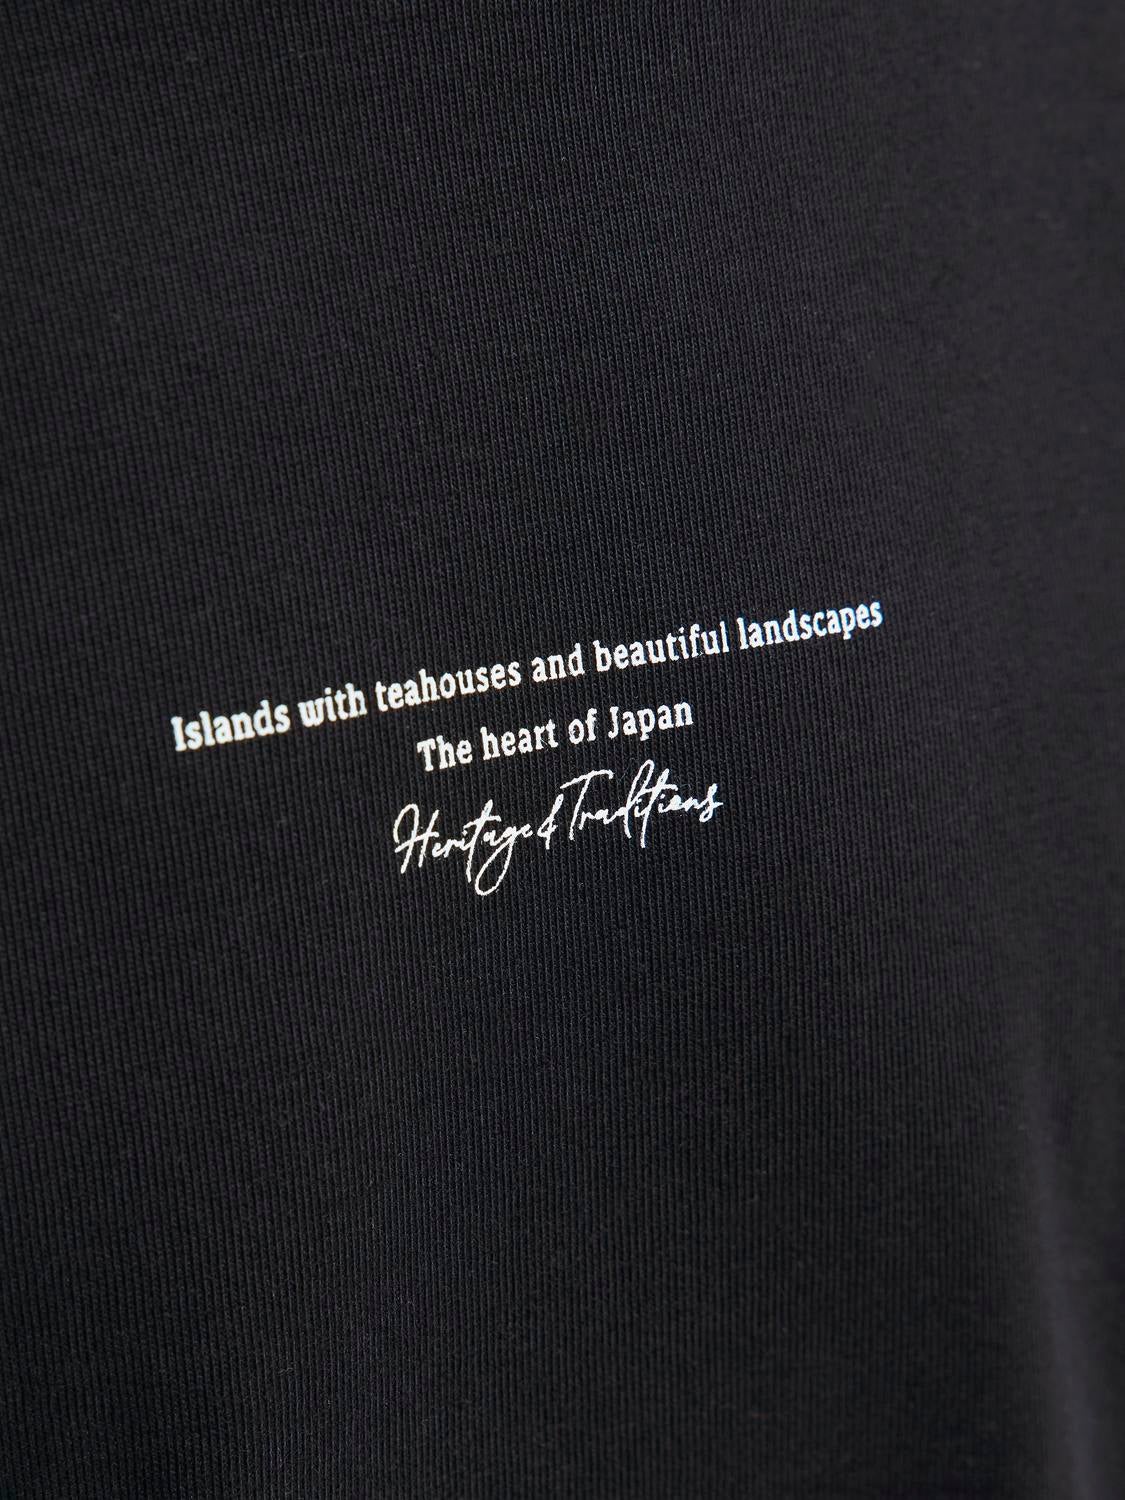 Islands with teahouses and beautiful landscapes
The heart of Japan
Heritage & Traditions